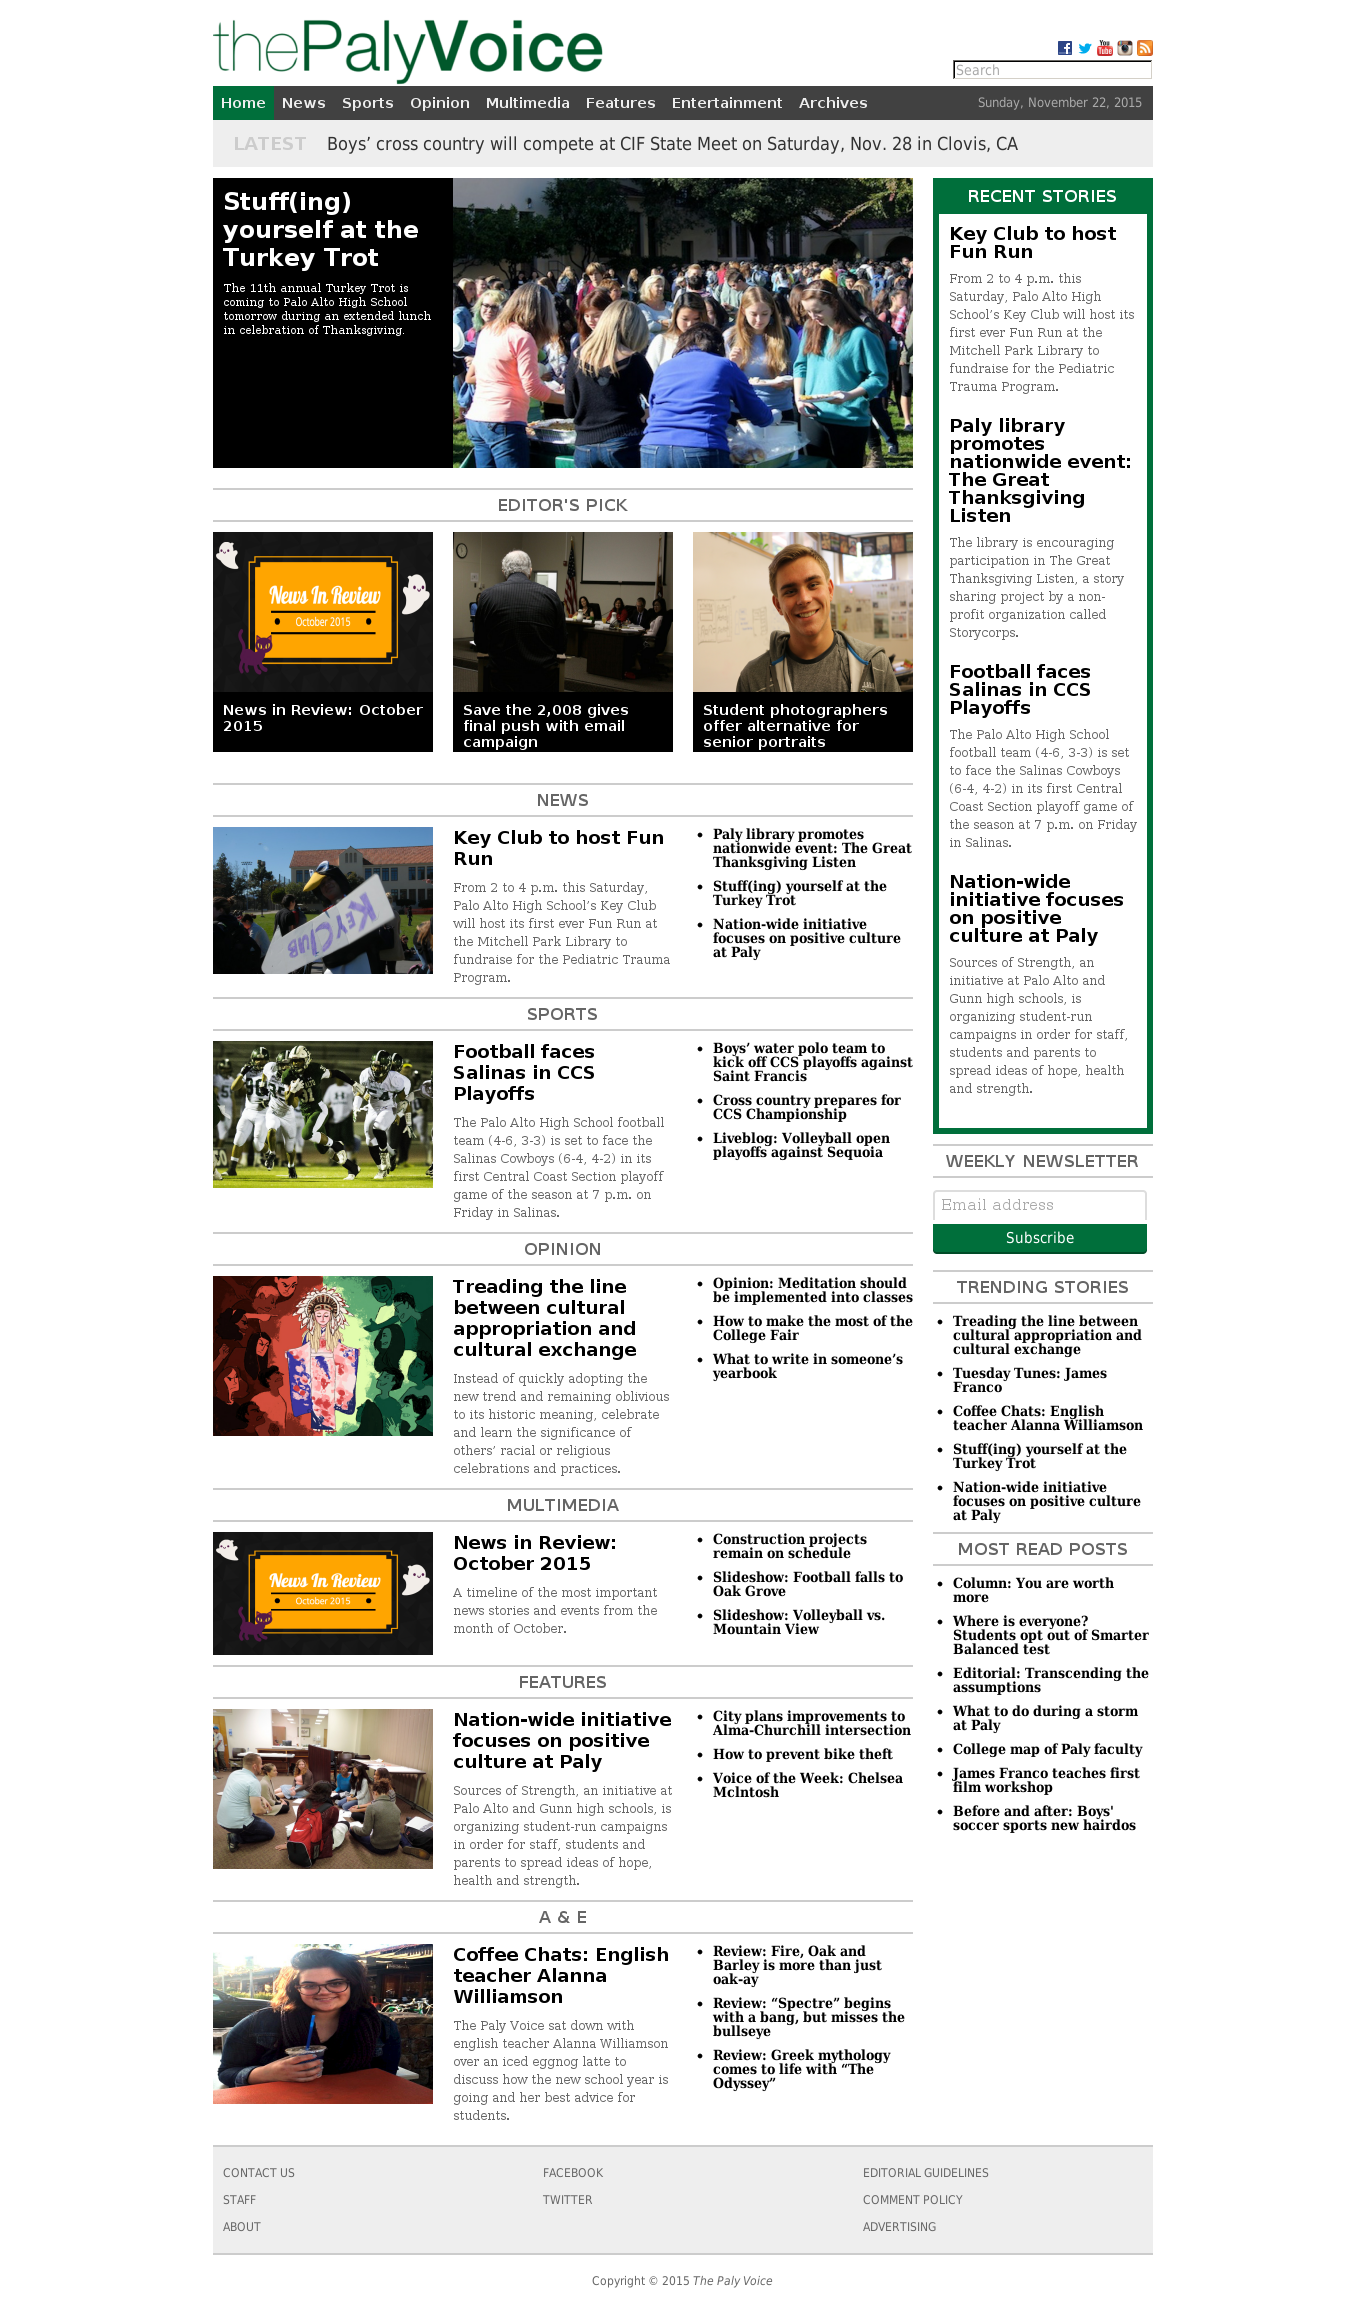 thePalyVoice
Search
Home News Sports Opinion Multimedia Features Entertainment Archives
Sunday, November 22, 2015
LATEST
Boys’ cross country will compete at CIF State Meet on Saturday, Nov. 28 in Clovis, CA
Stuff(ing)
yourself at the
Turkey Trot
The 11th annual Turkey Trot is
coming to Palo Alto High School
tomorrow during an extended lunch
in celebration of Thanksgiving.
EDITOR'S PICK
News In Review
October 2015
News in Review: October
2015
Save the 2,008 gives
final push with email
campaign
Student photographers
offer alternative for
senior portraits
NEWS
KEY CLUB
Key Club to host Fun
Run
From 2 to 4 p.m. this Saturday,
Palo Alto High School’s Key Club
will host its first ever Fun Run at
the Mitchell Park Library to
fundraise for the Pediatric Trauma
Program.
• Paly library promotes
nationwide event: The Great
Thanksgiving Listen
• Stuff(ing) yourself at the
Turkey Trot
• Nation-wide initiative
focuses on positive culture
at Paly
SPORTS
Football faces
Salinas in CCS
Playoffs
The Palo Alto High School football
team (4-6, 3-3) is set to face the
Salinas Cowboys (6-4, 4-2) in its
first Central Coast Section playoff
game of the season at 7 p.m. on
Friday in Salinas.
• Boys’ water polo team to
kick off CCS playoffs against
Saint Francis
• Cross country prepares for
CCS Championship
• Liveblog: Volleyball open
playoffs against Sequoia
OPINION
Treading the line
between cultural
appropriation and
cultural exchange
Instead of quickly adopting the
new trend and remaining oblivious
to its historic meaning, celebrate
and learn the significance of
others’ racial or religious
celebrations and practices.
• Opinion: Meditation should
be implemented into classes
• How to make the most of the
College Fair
• What to write in someone’s
yearbook
MULTIMEDIA
News In Review
October 2015
News in Review:
October 2015
A timeline of the most important
news stories and events from the
month of October.
• Construction projects
remain on schedule
• Slideshow: Football falls to
Oak Grove
• Slideshow: Volleyball vs.
Mountain View
FEATURES
Nation-wide initiative
focuses on positive
culture at Paly
Sources of Strength, an initiative at
Palo Alto and Gunn high schools, is
organizing student-run campaigns
in order for staff, students and
parents to spread ideas of hope,
health and strength.
• City plans improvements to
Alma-Churchill intersection
• How to prevent bike theft
• Voice of the Week: Chelsea
McIntosh
A & E
Coffee Chats: English
teacher Alanna
Williamson
The Paly Voice sat down with
english teacher Alanna Williamson
over an iced eggnog latte to
discuss how the new school year is
going and her best advice for
students.
• Review: Fire, Oak and
Barley is more than just
oak-ay
• Review: “Spectre” begins
with a bang, but misses the
bullseye
• Review: Greek mythology
comes to life with “The
Odyssey”
RECENT STORIES
Key Club to host
Fun Run
From 2 to 4 p.m. this
Saturday, Palo Alto High
School’s Key Club will host its
first ever Fun Run at the
Mitchell Park Library to
fundraise for the Pediatric
Trauma Program.
Paly library
promotes
nationwide event:
The Great
Thanksgiving
Listen
The library is encouraging
participation in The Great
Thanksgiving Listen, a story
sharing project by a non-
profit organization called
Storycorps.
Football faces
Salinas in CCS
Playoffs
The Palo Alto High School
football team (4-6, 3-3) is set
to face the Salinas Cowboys
(6-4, 4-2) in its first Central
Coast Section playoff game of
the season at 7 p.m. on Friday
in Salinas.
Nation-wide
initiative focuses
on positive
culture at Paly
Sources of Strength, an
initiative at Palo Alto and
Gunn high schools, is
organizing student-run
campaigns in order for staff,
students and parents to
spread ideas of hope, health
and strength.
WEEKLY NEWSLETTER
Email address
Subscribe
TRENDING STORIES
• Treading the line between
cultural appropriation and
cultural exchange
• Tuesday Tunes: James
Franco
• Coffee Chats: English
teacher Alanna Williamson
• Stuff(ing) yourself at the
Turkey Trot
• Nation-wide initiative
focuses on positive culture
at Paly
MOST READ POSTS
• Column: You are worth
more
• Where is everyone?
Students opt out of Smarter
Balanced test
• Editorial: Transcending the
assumptions
• What to do during a storm
at Paly
• College map of Paly faculty
• James Franco teaches first
film workshop
• Before and after: Boys'
soccer sports new hairdos
CONTACT US
STAFF
ABOUT
FACEBOOK
TWITTER
EDITORIAL GUIDELINES
COMMENT POLICY
ADVERTISING
Copyright © 2015 The Paly Voice